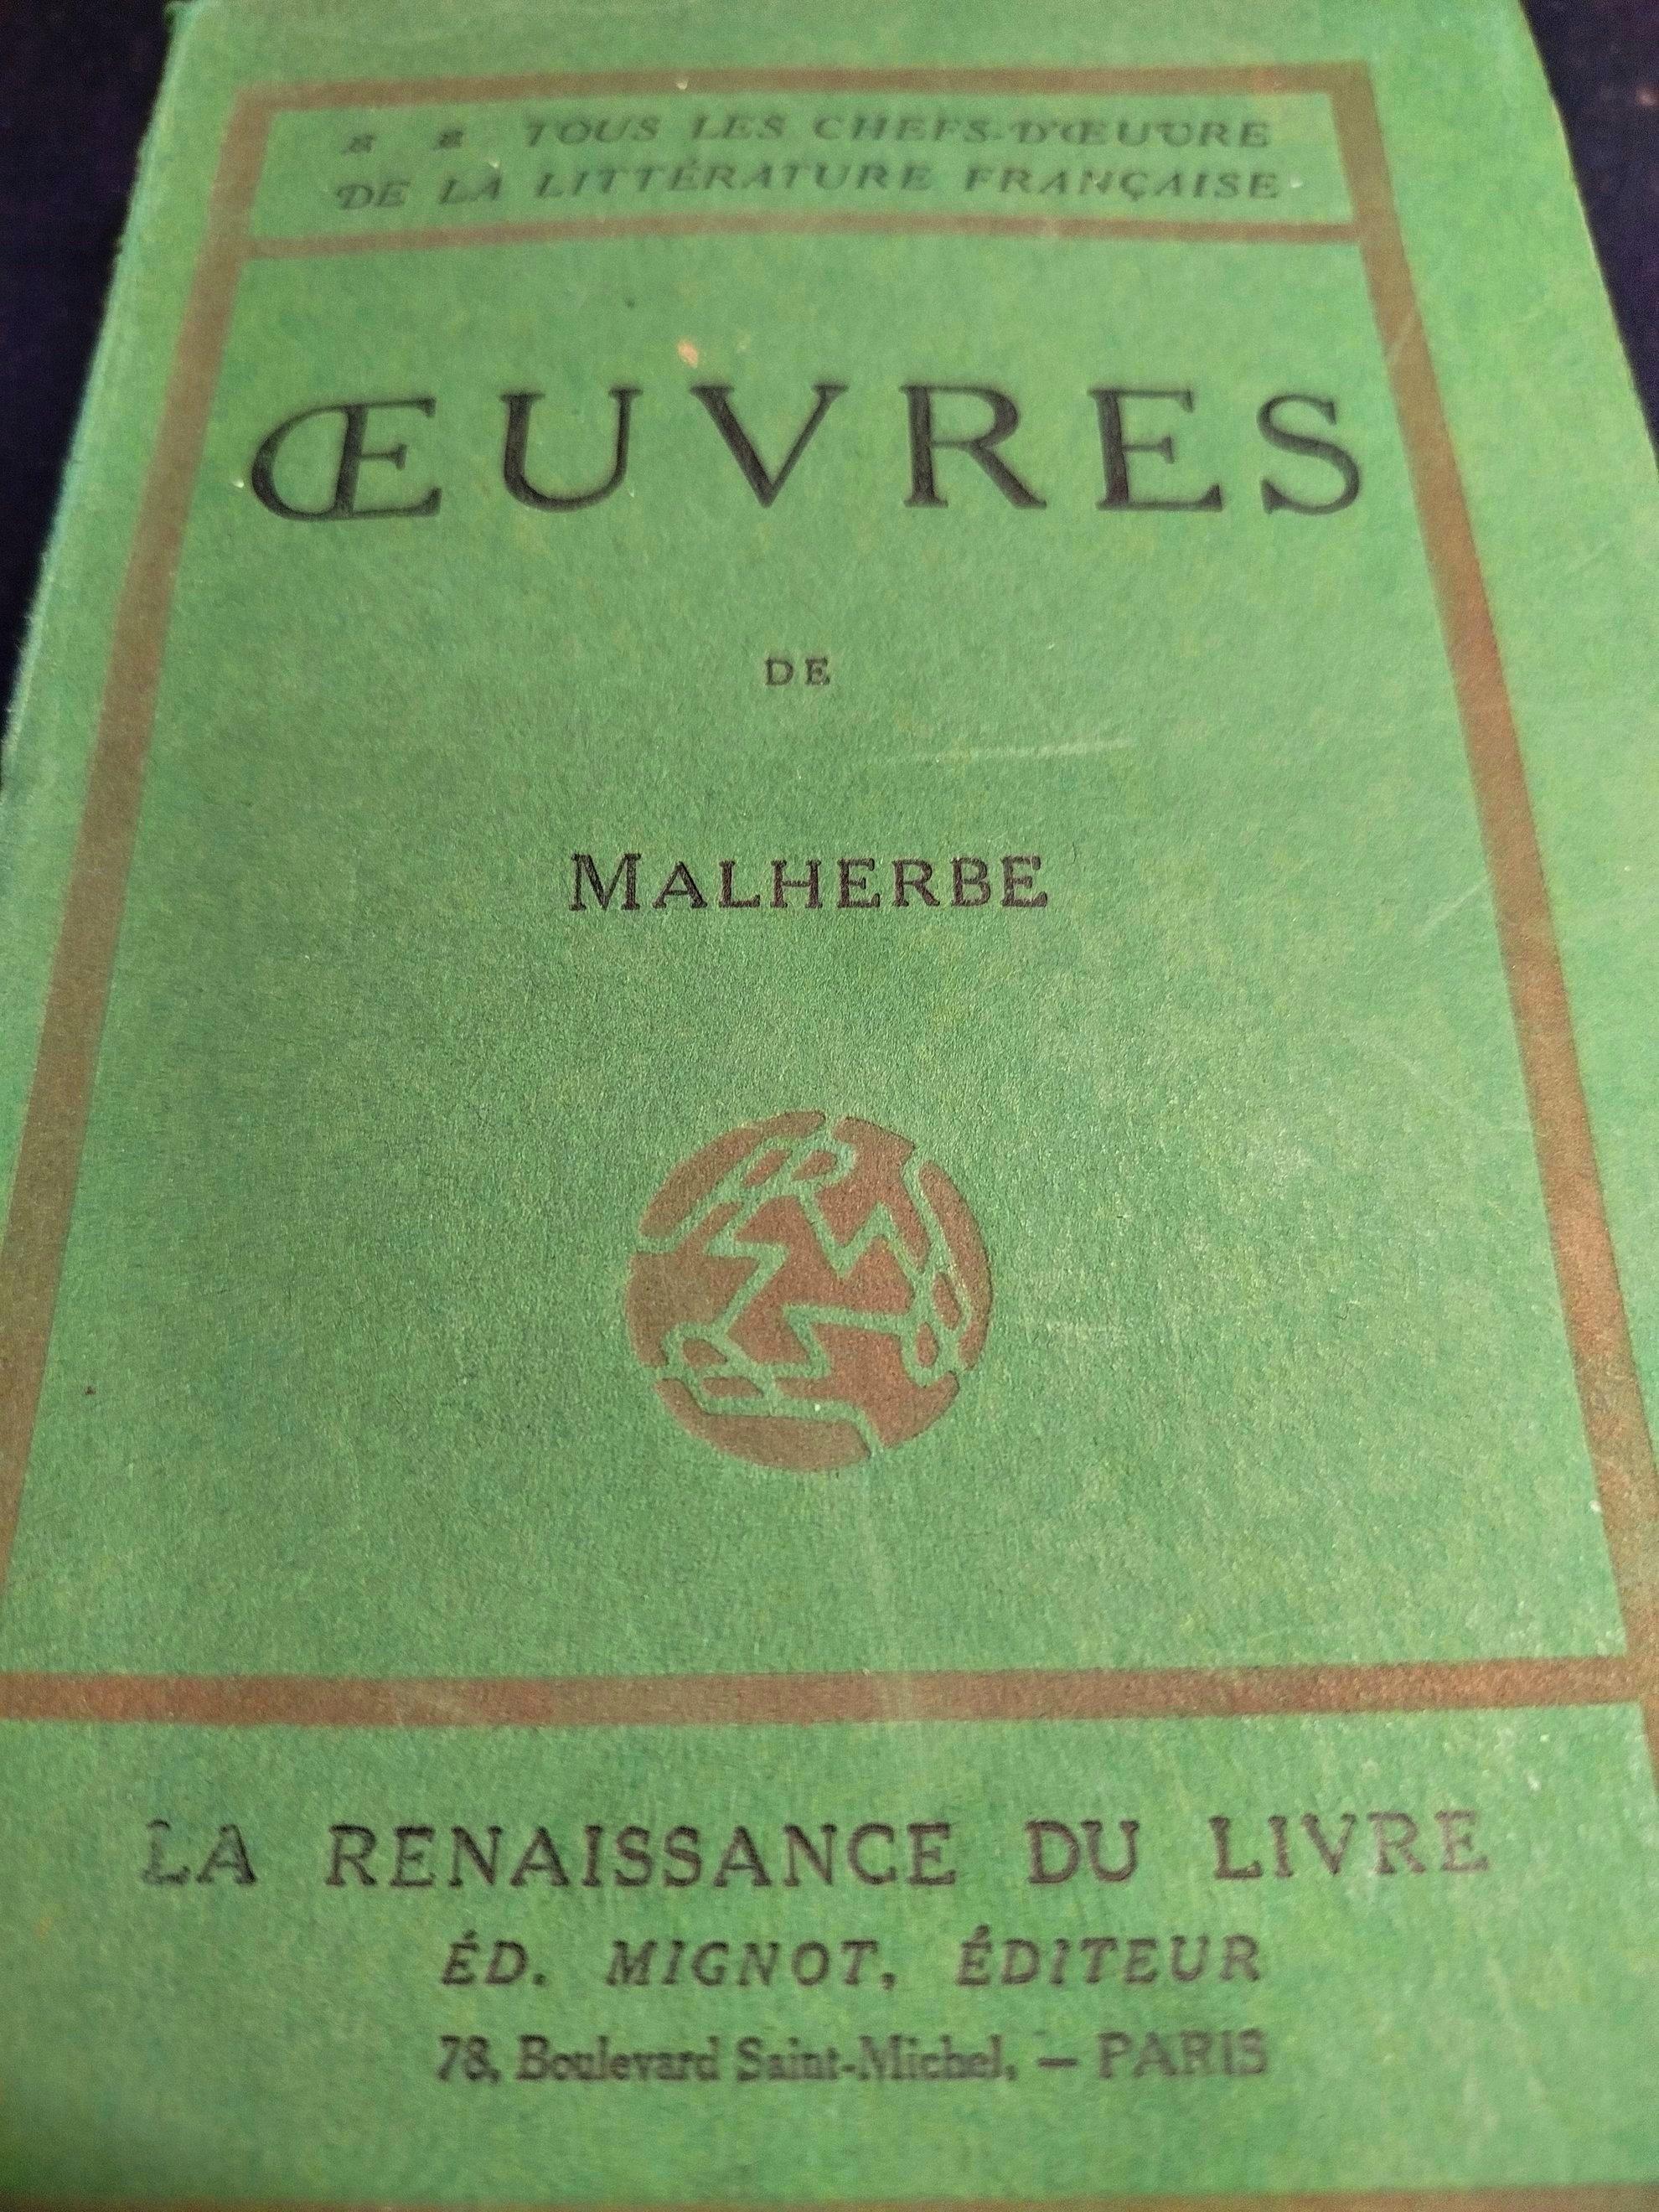 TOUS LES CHEFS-D'ŒUVRE
DE LA LITTÉRATURE FRANÇAISE
ŒUVRES
DE
MALHERBE
LA RENAISSANCE DU LIVRE
ÉD. MIGNOT, ÉDITEUR
78, Boulevard Saint-Michel, — PARIS